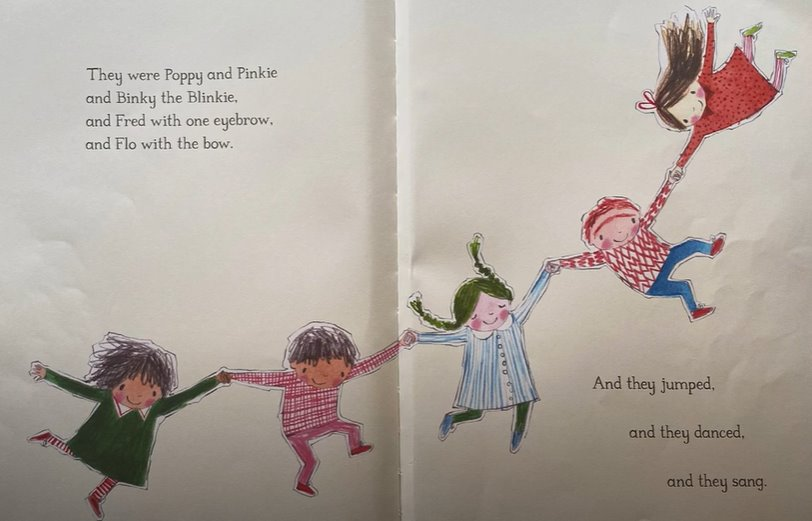 They were Poppy and Pinkie
and Binky the Blinkie,
and Fred with one eyebrow,
and Flo with the bow.
And they jumped,
and they danced,
and they sang.